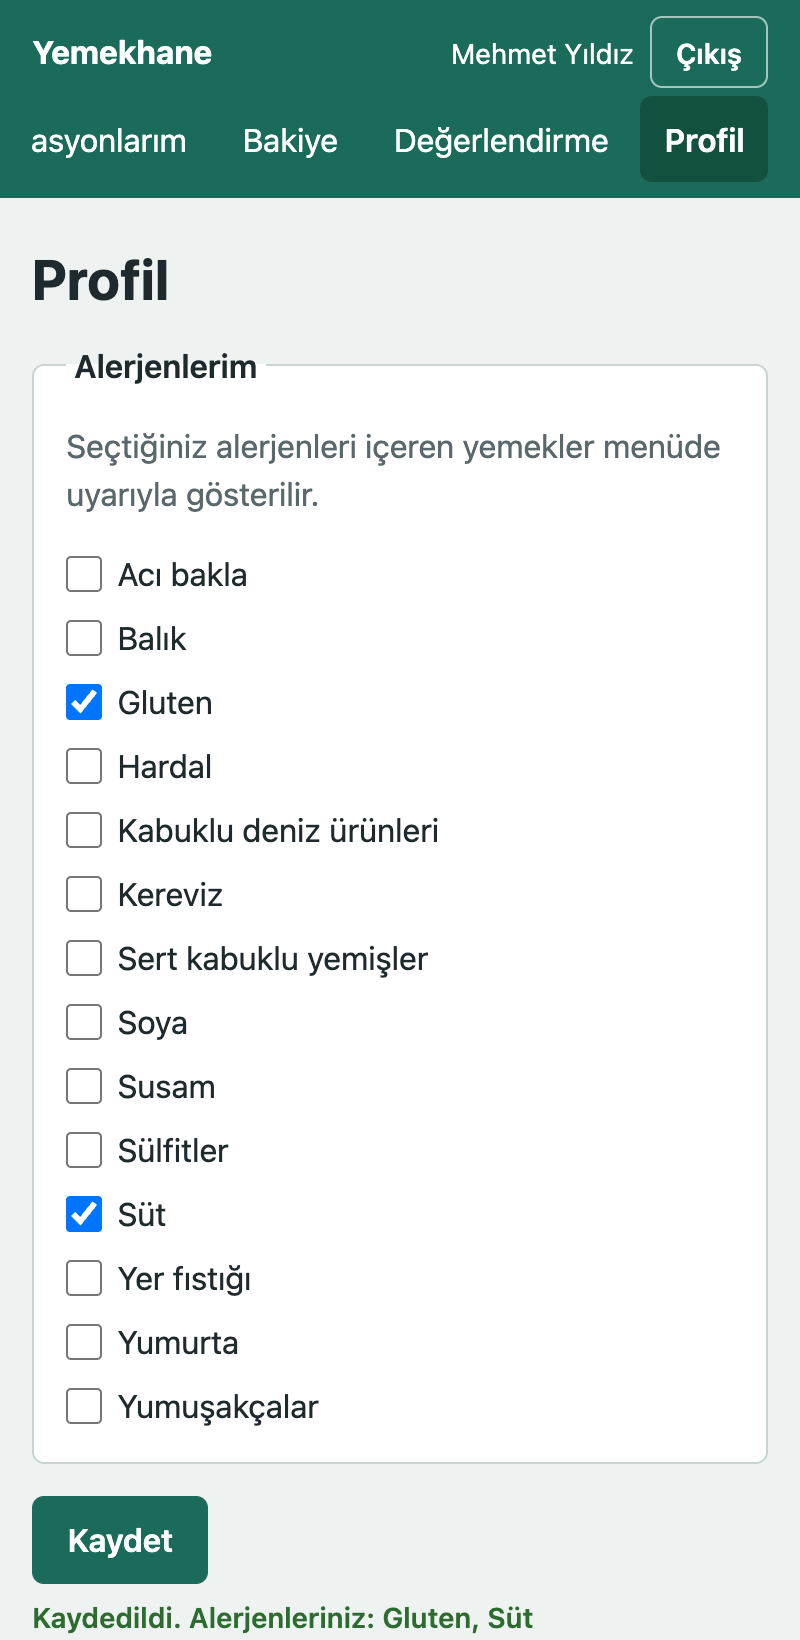 Yemekhane
Mehmet Yıldız
Çıkış
asyonlarım
Bakiye
Değerlendirme
Profil
Profil
Alerjenlerim
Seçtiğiniz alerjenleri içeren yemekler menüde
uyarıyla gösterilir.
Acı bakla
Balık
Gluten
Hardal
Kabuklu deniz ürünleri
Kereviz
Sert kabuklu yemişler
Soya
Susam
Sülfitler
Süt
Yer fıstığı
Yumurta
Yumuşakçalar
Kaydet
Kaydedildi. Alerjenleriniz: Gluten, Süt